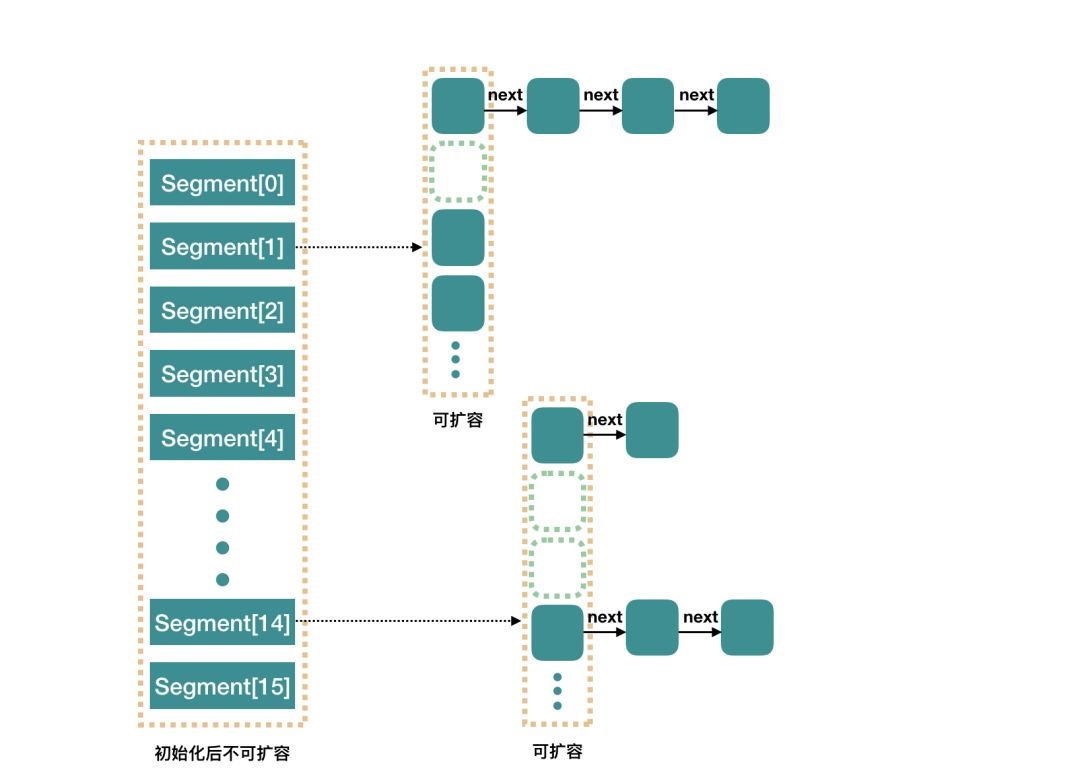 Segment[0]
Segment[1]
Segment[2]
Segment[3]
Segment[4]
Segment[14]
Segment[15]
初始化后不可扩容
next
next
next
可扩容
next
next
next
可扩容